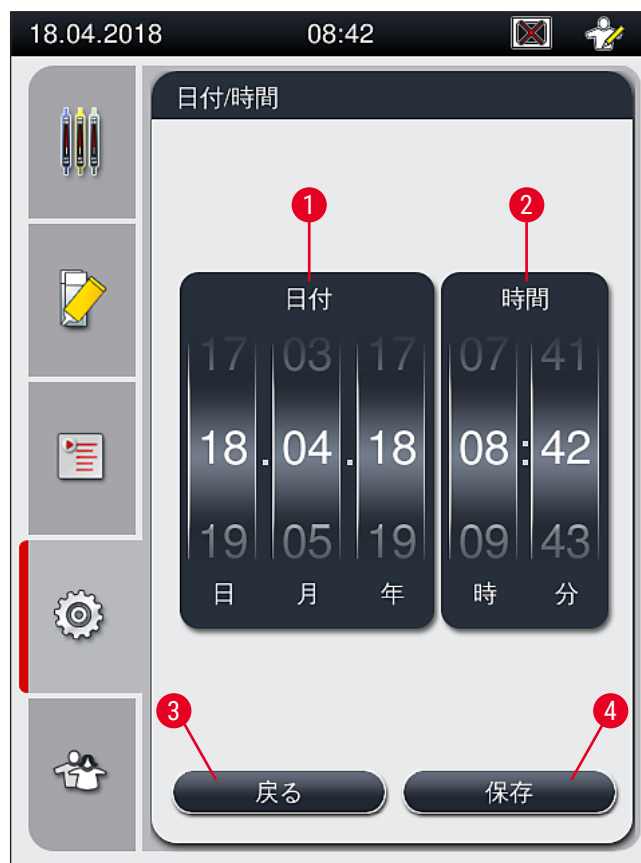 18.04.2018 08:42
日付/時間
1 2
日付 時間
17 03 17 07 41
18 . 04 . 18 08 : 42
19 05 19 09 43
日 月 年 時 分
3 4
戻る 保存